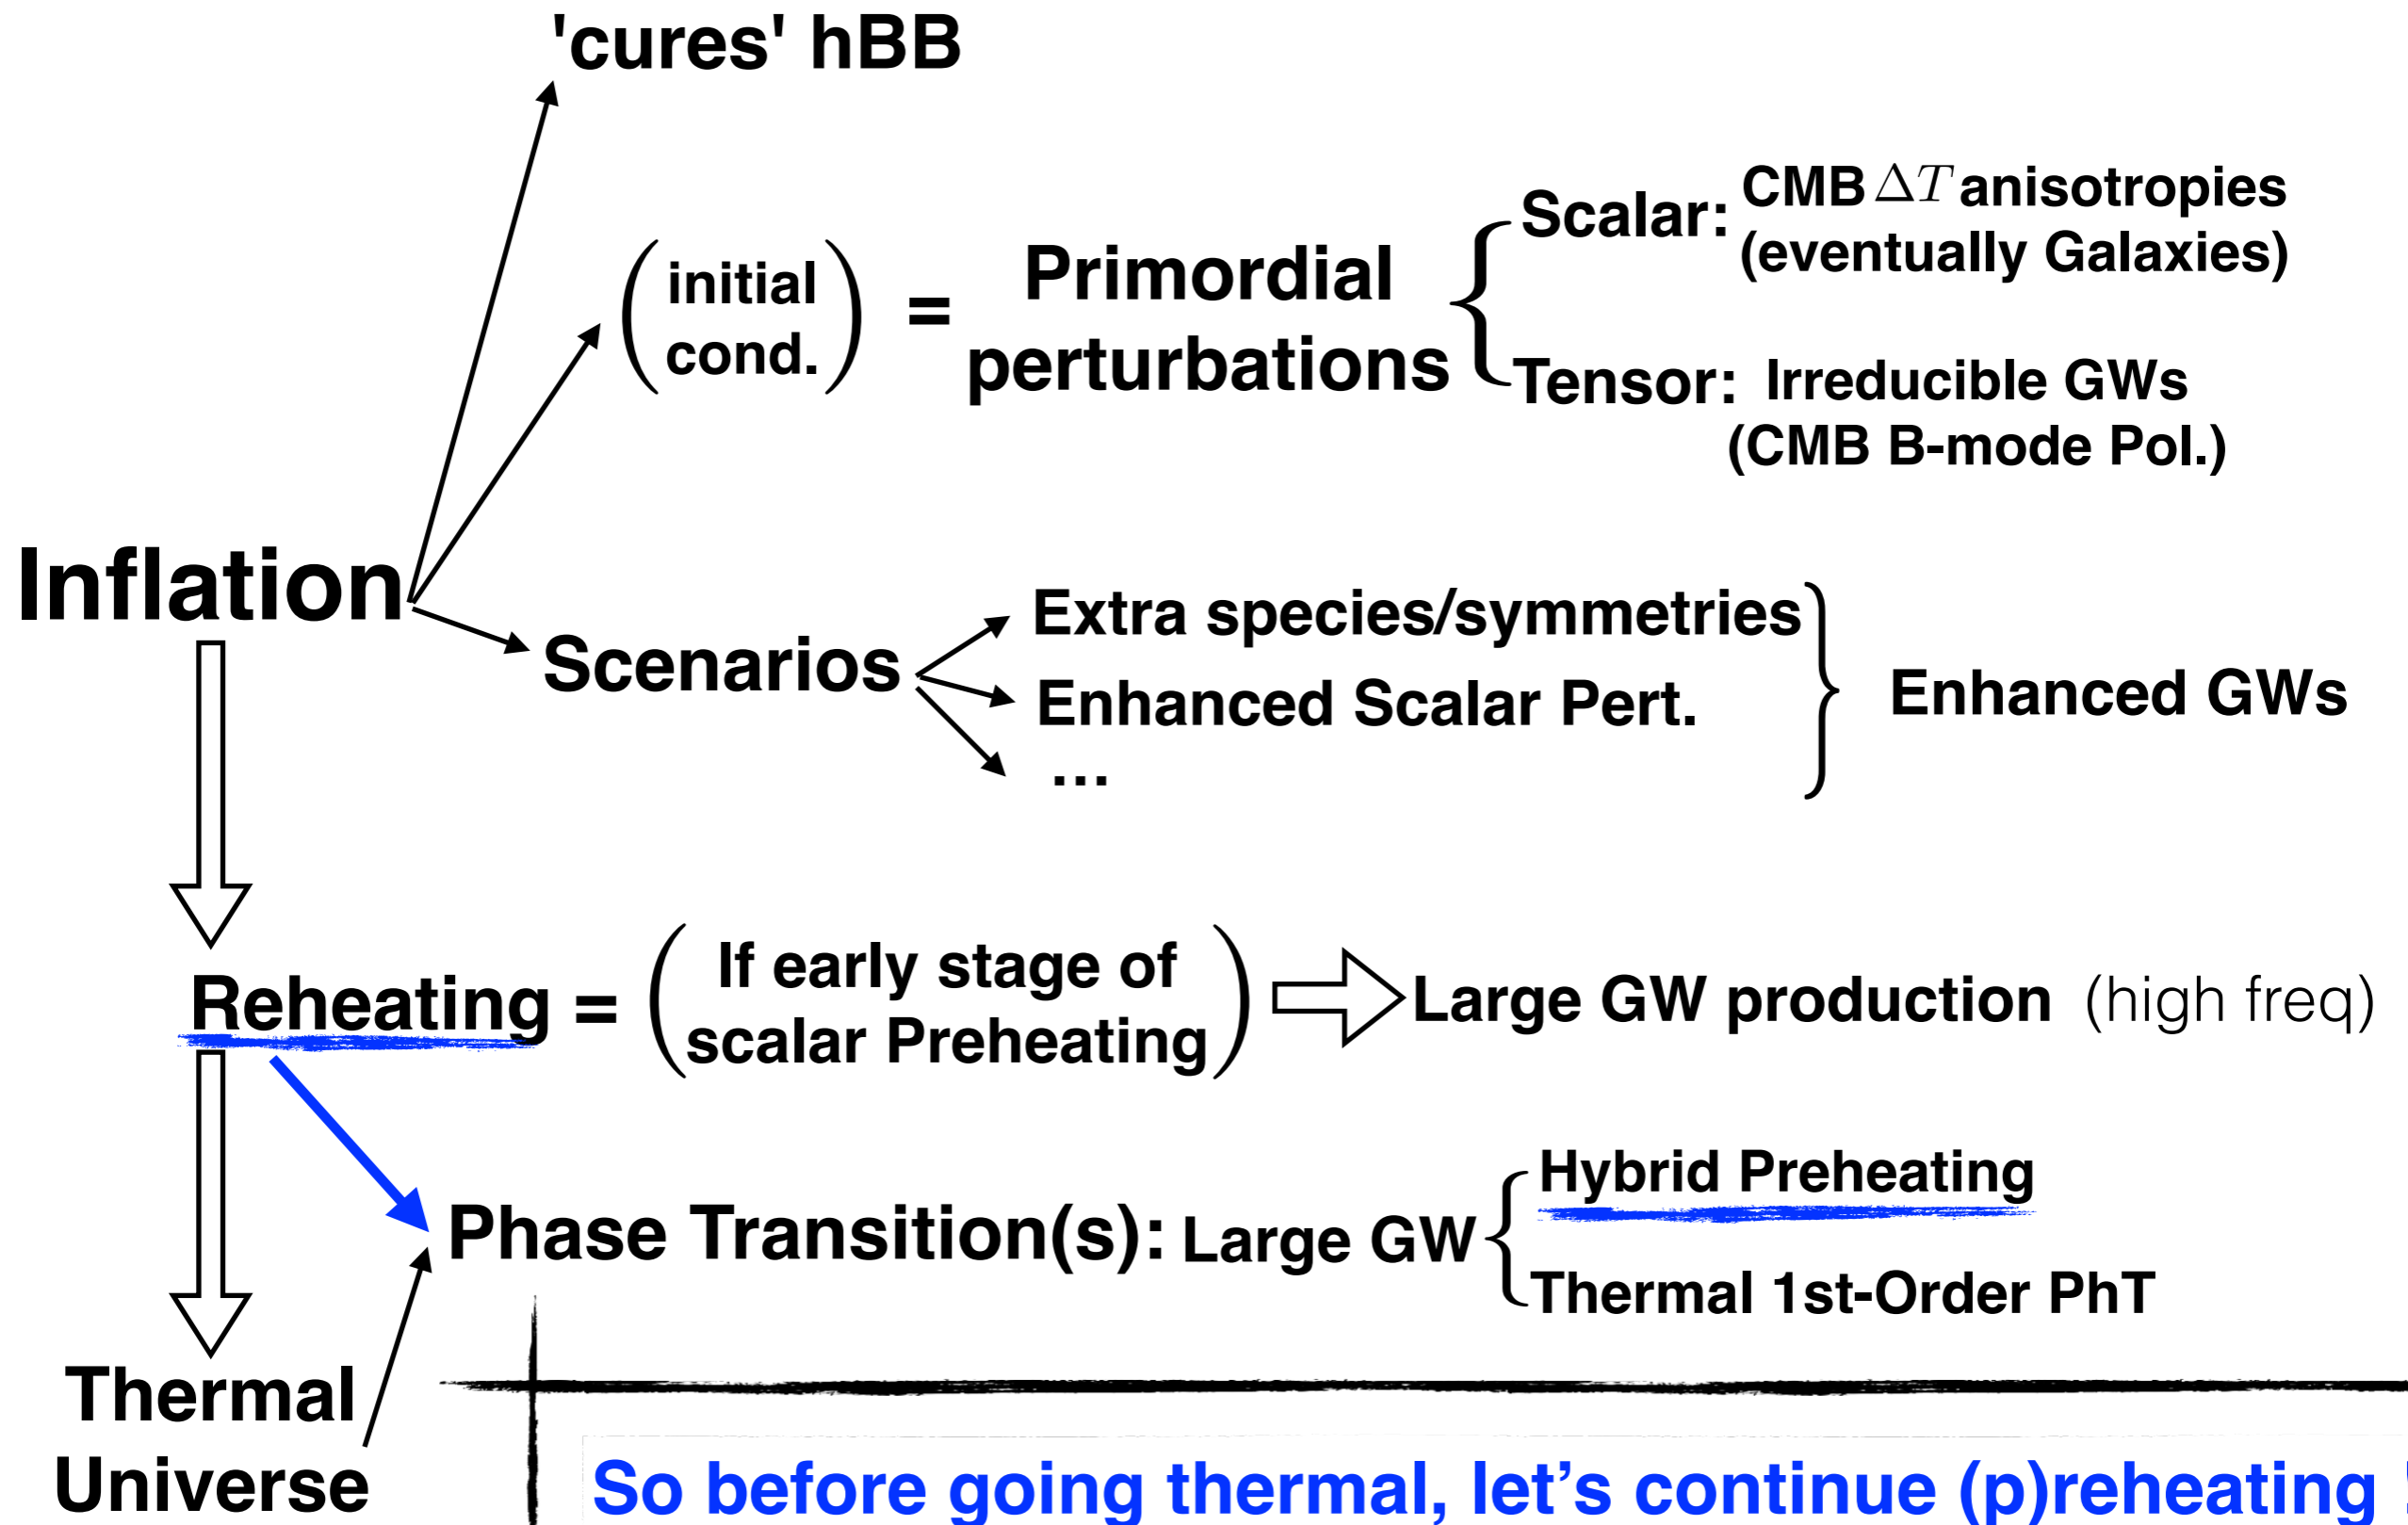 'cures' hBB
initial
cond.
=
Primordial
perturbations
Scalar: CMB ΔT anisotropies
(eventually Galaxies)
Tensor: Irreducible GWs
(CMB B-mode Pol.)
Inflation
Scenarios
Extra species/symmetries
Enhanced Scalar Pert.
...
Enhanced GWs
Reheating =
If early stage of
scalar Preheating
Large GW production (high freq)
Phase Transition(s): Large GW
Hybrid Preheating
Thermal 1st-Order PhT
Thermal
Universe
So before going thermal, let’s continue (p)reheating !